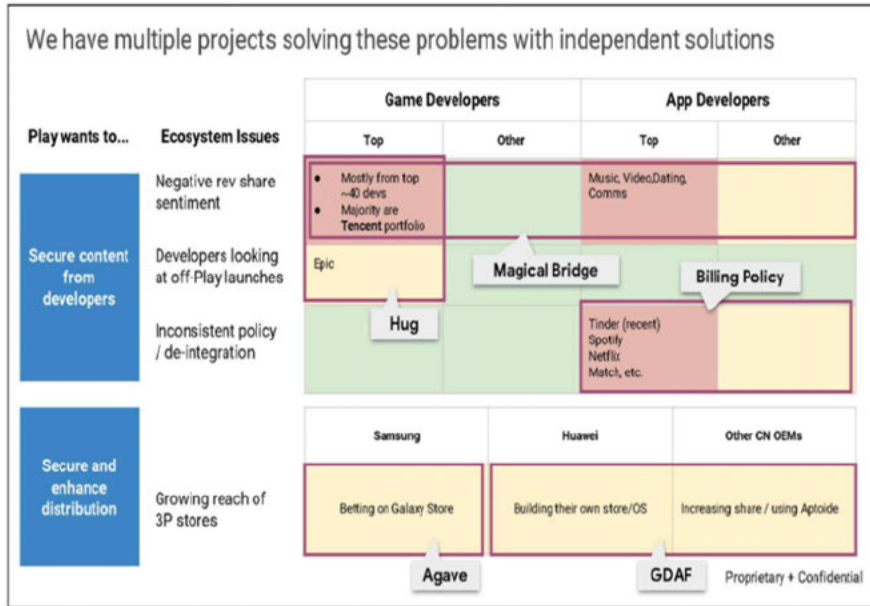 We have multiple projects solving these problems with independent solutions
Game Developers
App Developers
Play wants to...
Ecosystem Issues
Top
Other
Top
Other
Secure content
from
developers
Negative rev share
sentiment
● Mostly from top
~40 devs
● Majority are
Tencent portfolio
Music, Video,Dating,
Comms
Developers looking
at off-Play launches
Epic
Magical Bridge
Billing Policy
Hug
Inconsistent policy
/ de-integration
Tinder (recent)
Spotify
Netflix
Match, etc.
Samsung
Huawei
Other CN OEMs
Secure and
enhance
distribution
Growing reach of
3P stores
Betting on Galaxy Store
Building their own store/OS
Increasing share / using Aptoide
Agave
GDAF
Proprietary + Confidential